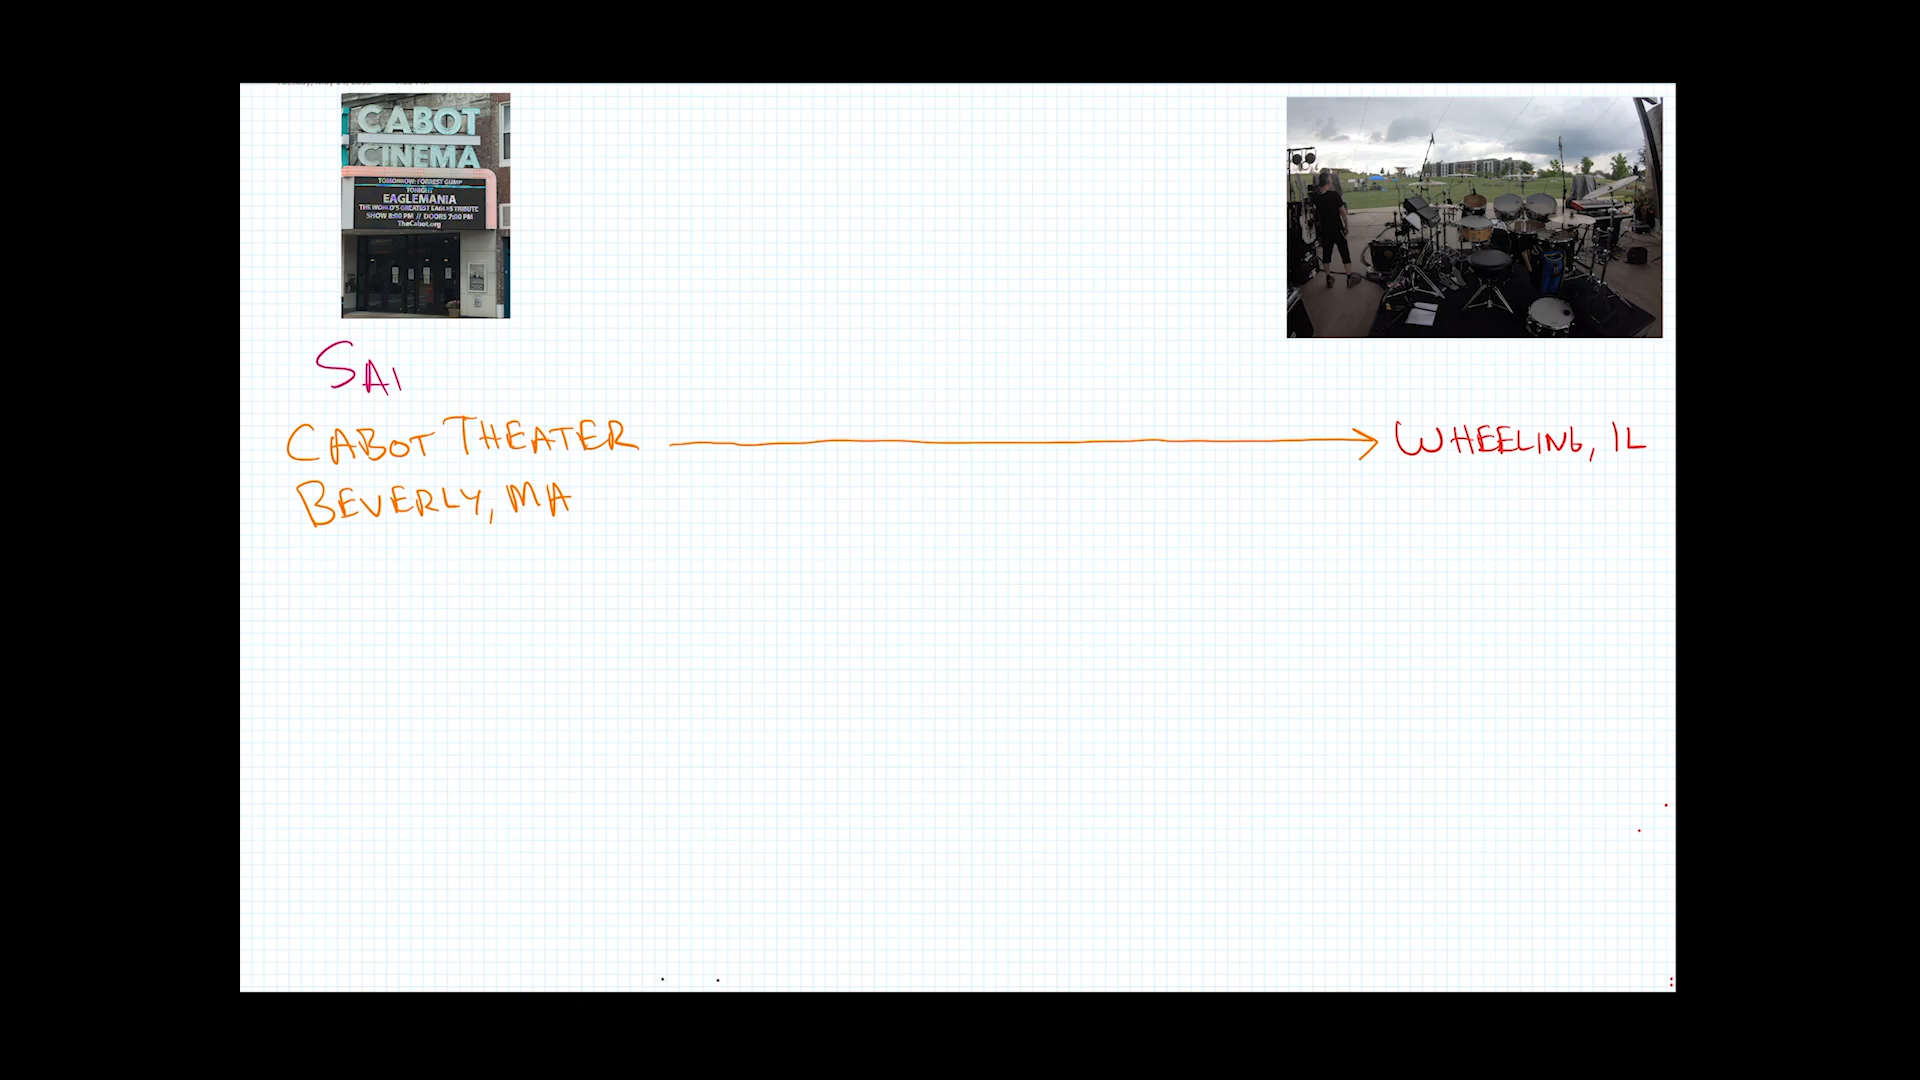 CABOT
CINEMA
TOMORROW: FORREST GUMP
TONIGHT
EAGLEMANIA
THE WORLD'S GREATEST EAGLES TRIBUTE
SHOW 8:00 PM // DOORS 7:00 PM
TheCabot.org
SAI
CABOT THEATER
WHEELING, IL
BEVERLY, MA